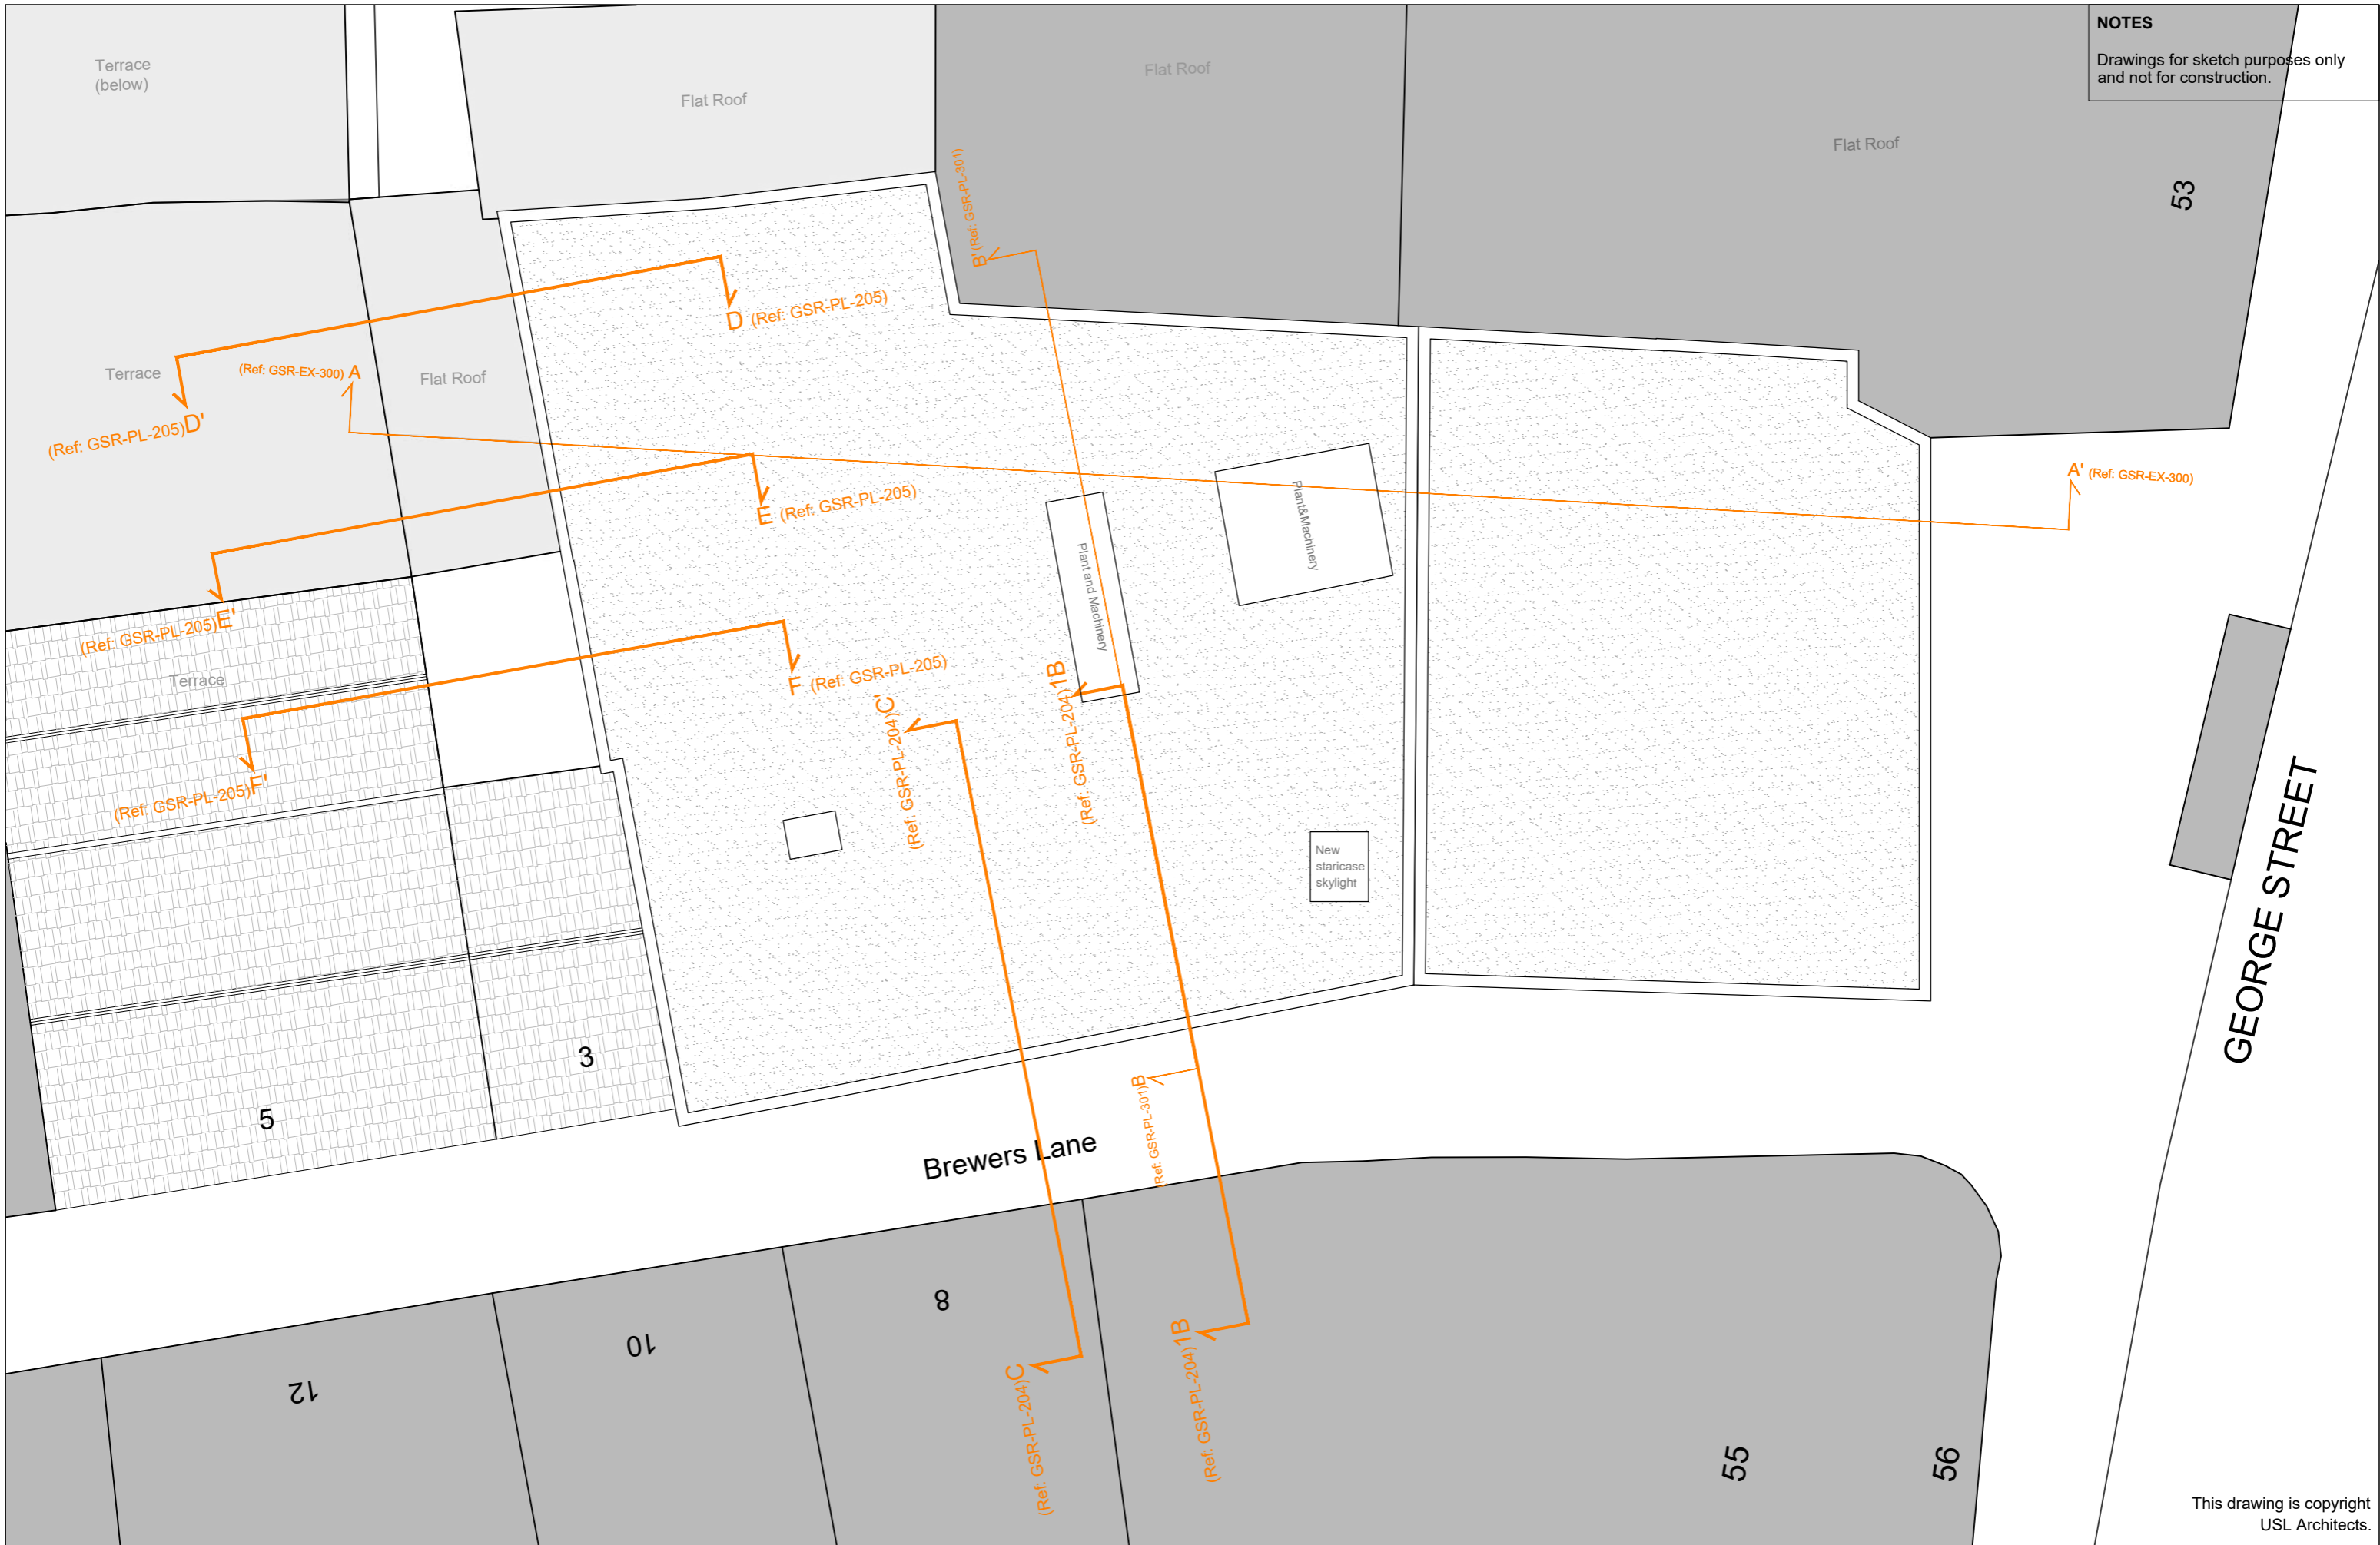 NOTES
Drawings for sketch purposes only
and not for construction.
Terrace
(below)
Flat Roof
Flat Roof
Flat Roof
53
B' (Ref: GSR-PL-301)
D (Ref: GSR-PL-205)
Terrace
(Ref: GSR-EX-300) A
Flat Roof
(Ref: GSR-PL-205) D'
A' (Ref: GSR-EX-300)
E (Ref: GSR-PL-205)
Plant&Machinery
Plant and Machinery
(Ref: GSR-PL-205) E'
Terrace
F (Ref: GSR-PL-205)
(Ref: GSR-PL-204) C'
(Ref: GSR-PL-204) 1B
(Ref: GSR-PL-205) F'
New
staricase
skylight
GEORGE STREET
3
5
Brewers Lane
(Ref: GSR-PL-301) B
8
10
12
(Ref: GSR-PL-204) C
(Ref: GSR-PL-204) 1B
55
56
This drawing is copyright
USL Architects.